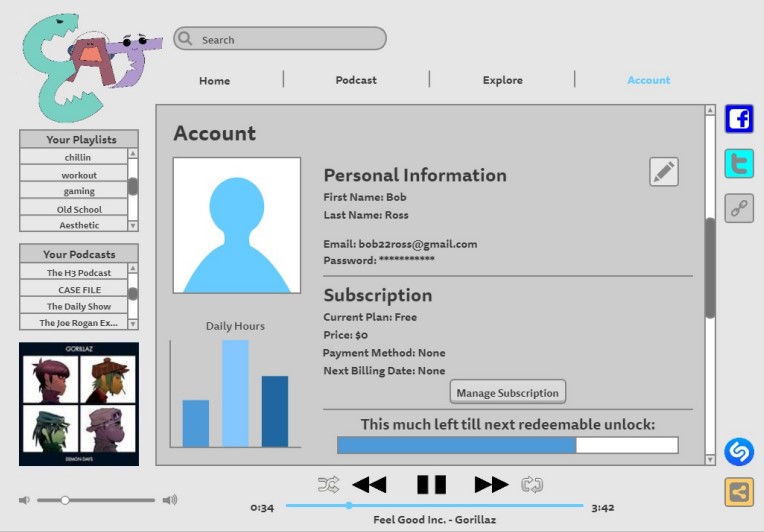 EAJ
Search
Home
Podcast
Explore
Account
Your Playlists
chillin
workout
gaming
Old School
Aesthetic
Your Podcasts
The H3 Podcast
CASE FILE
The Daily Show
The Joe Rogan Ex...
GORILLAZ
DEMON DAYS
Account
Personal Information
First Name: Bob
Last Name: Ross
Email: bob22ross@gmail.com
Password: ***********
Daily Hours
Subscription
Current Plan: Free
Price: $0
Payment Method: None
Next Billing Date: None
Manage Subscription
This much left till next redeemable unlock:
0:34
3:42
Feel Good Inc. - Gorillaz